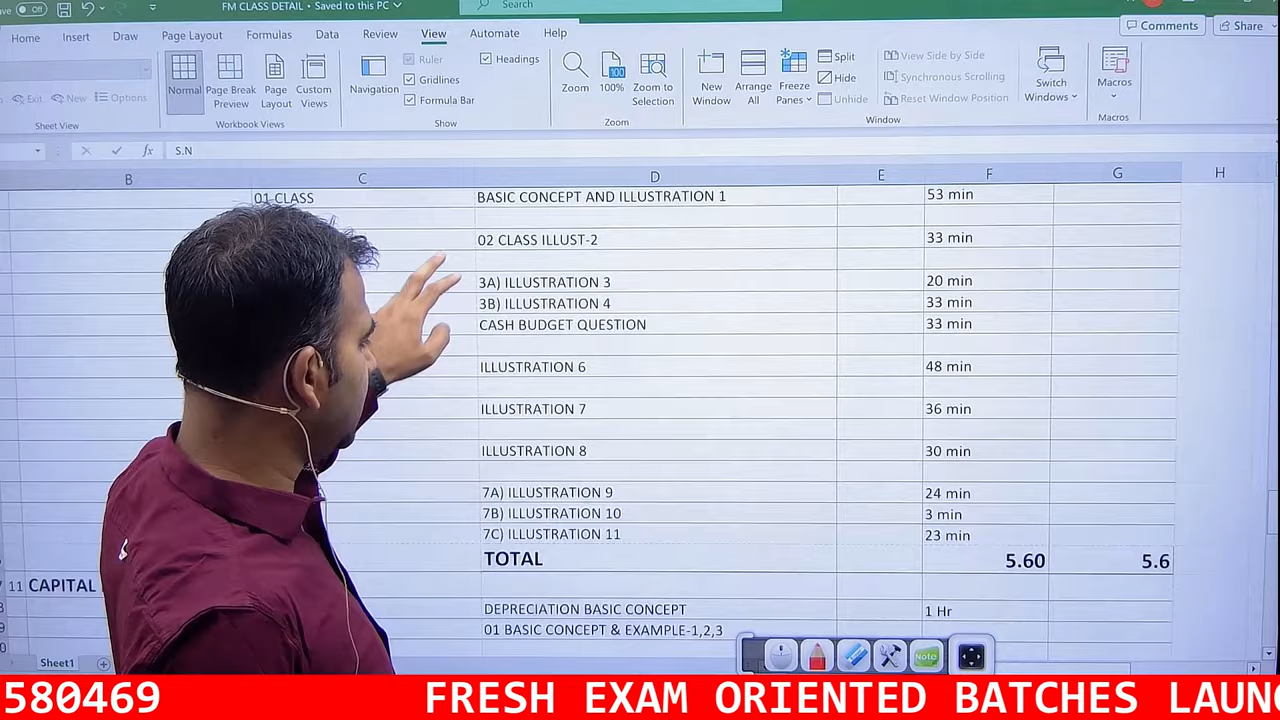 ave Off FM CLASS DETAIL • Saved to this PC Search
Home Insert Draw Page Layout Formulas Data Review View Automate Help Comments Share
Exit New Options
Sheet View
Normal Page Break Preview Page Layout Custom Views
Workbook Views
Navigation
Ruler Headings
Gridlines
Formula Bar
Show
Zoom 100% Zoom to Selection
Zoom
New Window Arrange All Freeze Panes
Split
Hide
Unhide
View Side by Side
Synchronous Scrolling
Reset Window Position
Window
Switch Windows
Macros
Macros
fx S.N
B C D E F G H
01 CLASS BASIC CONCEPT AND ILLUSTRATION 1 53 min
02 CLASS ILLUST-2 33 min
3A) ILLUSTRATION 3 20 min
3B) ILLUSTRATION 4 33 min
CASH BUDGET QUESTION 33 min
ILLUSTRATION 6 48 min
ILLUSTRATION 7 36 min
ILLUSTRATION 8 30 min
7A) ILLUSTRATION 9 24 min
7B) ILLUSTRATION 10 3 min
7C) ILLUSTRATION 11 23 min
TOTAL 5.60 5.6
11 CAPITAL
DEPRECIATION BASIC CONCEPT 1 Hr
01 BASIC CONCEPT & EXAMPLE-1,2,3
Note
Sheet1
580469 FRESH EXAM ORIENTED BATCHES LAUN